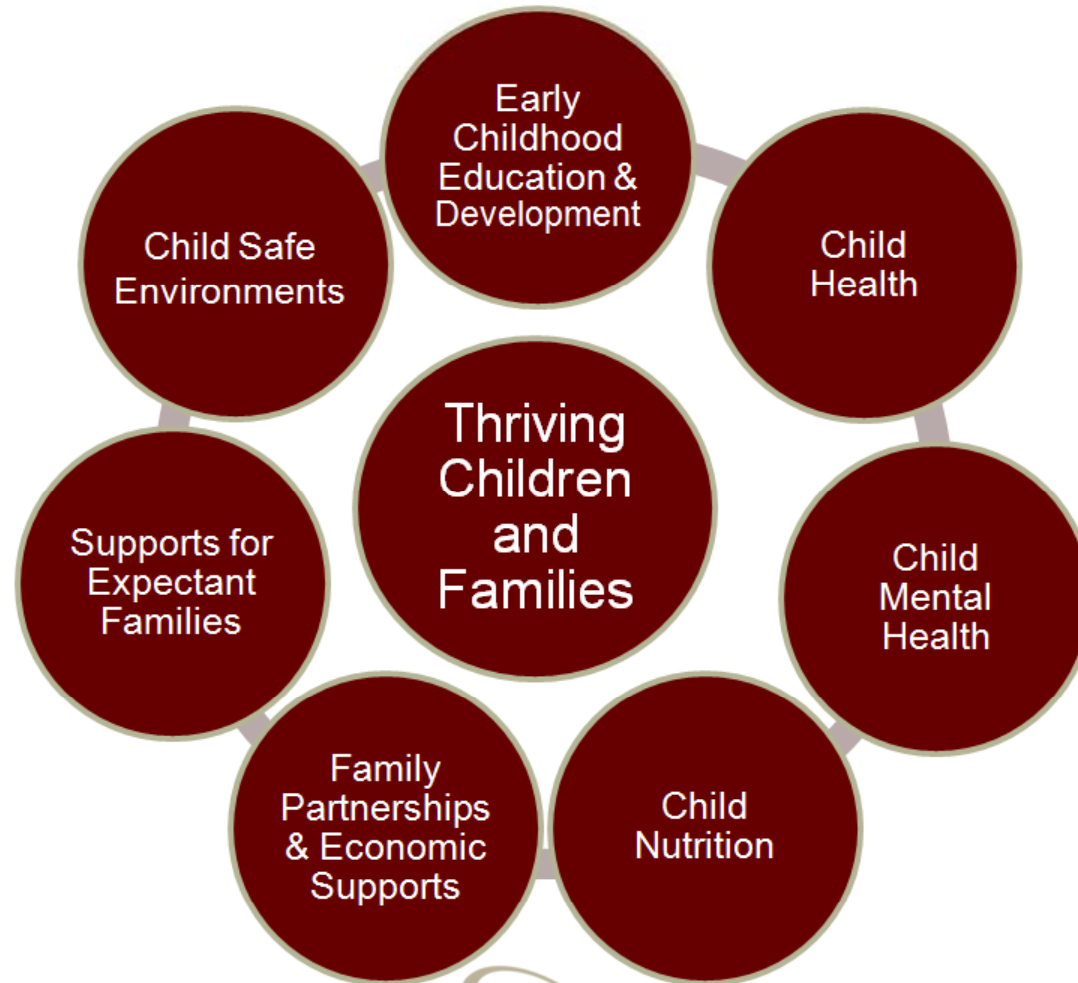 Early
Childhood
Education &
Development
Child
Health
Child
Mental
Health
Child
Nutrition
Family
Partnerships
& Economic
Supports
Supports for
Expectant
Families
Child Safe
Environments
Thriving
Children
and
Families